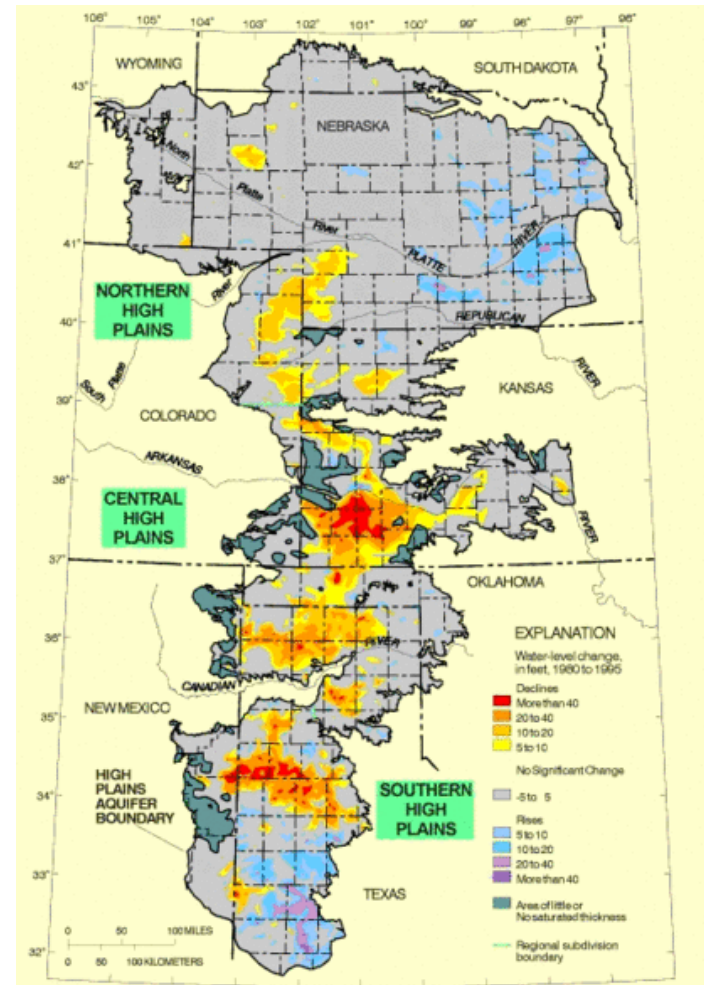 106°
105°
104°
103°
102°
101°
100°
99°
98°
97°
96°
WYOMING
SOUTH DAKOTA
43°
NEBRASKA
North
Platte
River
42°
PLATTE
RIVER
41°
NORTHERN
HIGH
PLAINS
River
South
Platte
REPUBLICAN
RIVER
40°
39°
KANSAS
COLORADO
ARKANSAS
38°
CENTRAL
HIGH
PLAINS
RIVER
37°
OKLAHOMA
36°
RIVER
CANADIAN
35°
NEW MEXICO
HIGH
PLAINS
AQUIFER
BOUNDARY
34°
SOUTHERN
HIGH
PLAINS
33°
TEXAS
32°
0 50 100 MILES
0 50 100 KILOMETERS
EXPLANATION
Water-level change,
in feet, 1980 to 1995
Declines
More than 40
20 to 40
10 to 20
5 to 10
No Significant Change
-5 to 5
Rises
5 to 10
10 to 20
20 to 40
More than 40
Area of little or
No saturated thickness
Regional subdivision
boundary